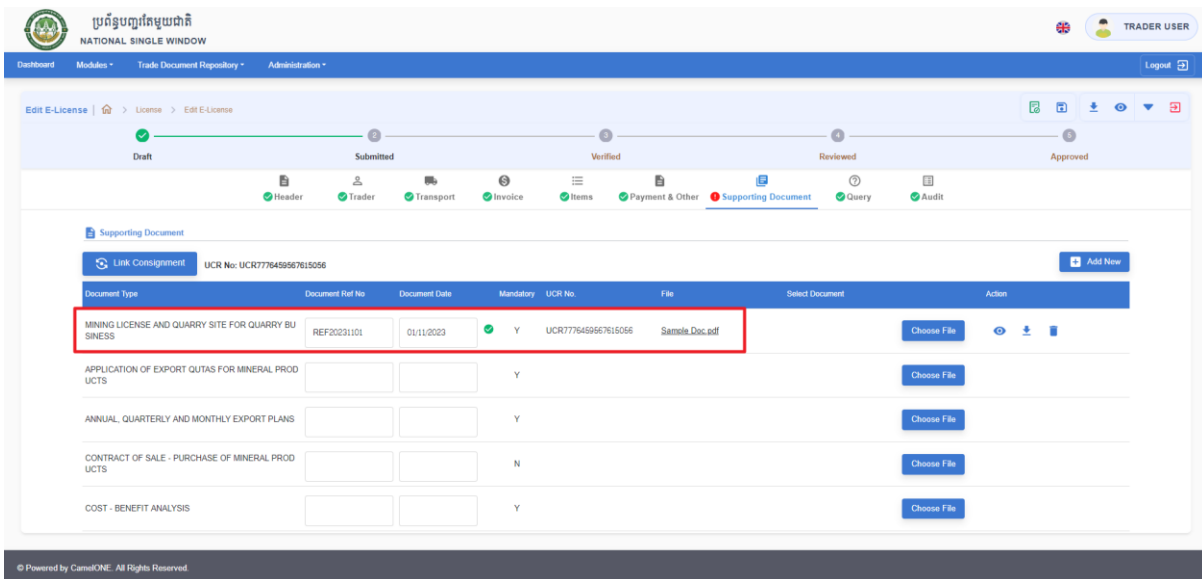 ប្រព័ន្ធបញ្ជរតែមួយជាតិ
NATIONAL SINGLE WINDOW
TRADER USER
Dashboard Modules Trade Document Repository Administration Logout
Edit E-License | > License > Edit E-License
2 3 4 5
Draft Submitted Verified Reviewed Approved
Header Trader Transport Invoice Items Payment & Other Supporting Document Query Audit
Supporting Document
Link Consignment UCR No: UCR7776459567615056 Add New
Document Type Document Ref No Document Date Mandatory UCR No. File Select Document Action
MINING LICENSE AND QUARRY SITE FOR QUARRY BU
SINESS REF20231101 01/11/2023 Y UCR7776459567615056 Sample Doc.pdf Choose File
APPLICATION OF EXPORT QUTAS FOR MINERAL PROD
UCTS Y Choose File
ANNUAL, QUARTERLY AND MONTHLY EXPORT PLANS Y Choose File
CONTRACT OF SALE - PURCHASE OF MINERAL PROD
UCTS N Choose File
COST - BENEFIT ANALYSIS Y Choose File
© Powered by CamelONE. All Rights Reserved.